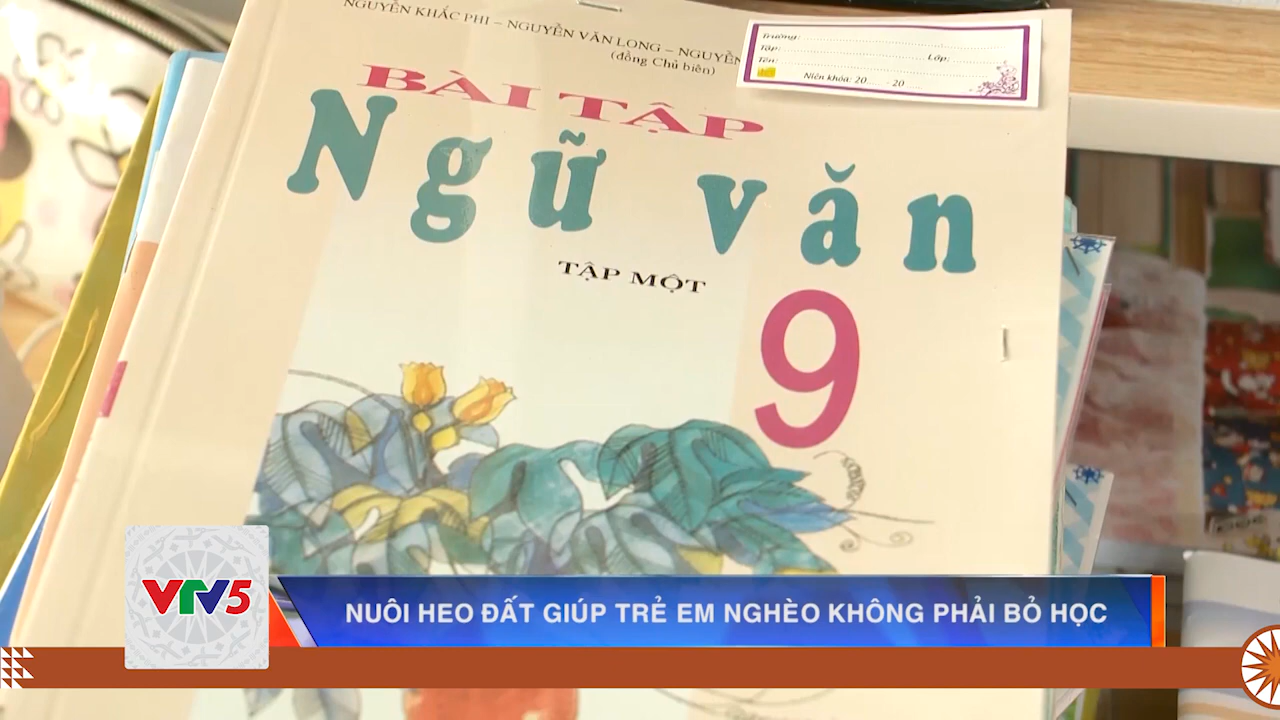 NGUYỄN KHẮC PHI – NGUYỄN VĂN LONG – NGUYỄN
(đồng Chủ biên)
Trường:
Tập:
Lớp:
Tên:
Niên khóa: 20 20
BÀI TẬP
Ngữ văn
TẬP MỘT
9
VTV5
NUÔI HEO ĐẤT GIÚP TRẺ EM NGHÈO KHÔNG PHẢI BỎ HỌC